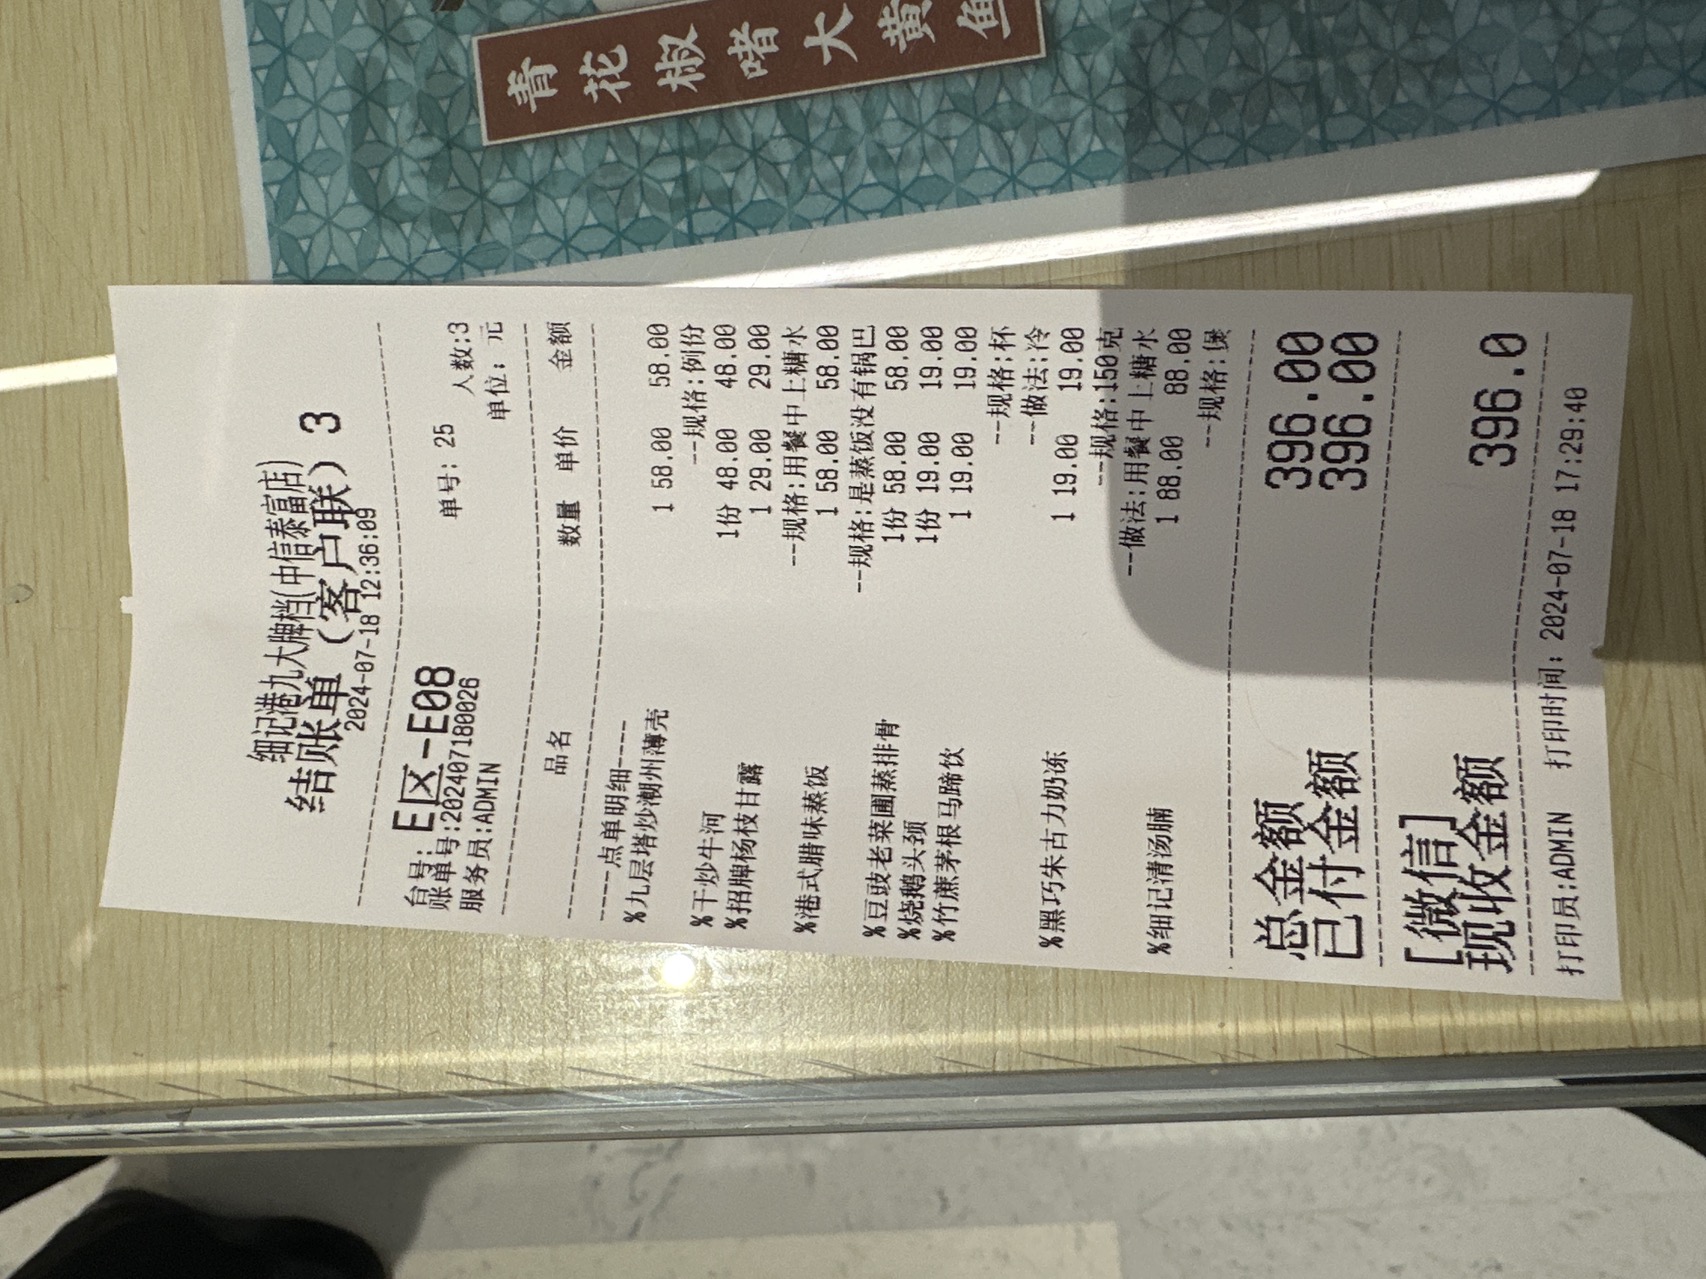 青花椒啫大黄鱼
细记港九大牌档(中信泰富店)
结账单（客户联）3
2024-07-18 12:36:09
台号: E区-E08 单号: 25 人数:3
账单号:202407180026 单位: 元
服务员:ADMIN
品名 数量 单价 金额
----点单明细----
%九层塔炒潮州薄壳 1 58.00 58.00
--规格:例份
%干炒牛河 1份 48.00 48.00
%招牌杨枝甘露 1 29.00 29.00
--规格:用餐中上糖水
%港式腊味蒸饭 1 58.00 58.00
--规格:是蒸饭没有锅巴
%豆豉老菜圃蒸排骨 1份 58.00 58.00
%烧鹅头颈 1份 19.00 19.00
%竹蔗茅根马蹄饮 1 19.00 19.00
--规格:杯
--做法:冷
%黑巧朱古力奶冻 1 19.00 19.00
--规格:150克
--做法:用餐中上糖水
%细记清汤腩 1 88.00 88.00
--规格:煲
总金额 396.00
已付金额 396.00
[微信]
现收金额 396.0
打印员:ADMIN 打印时间: 2024-07-18 17:29:40